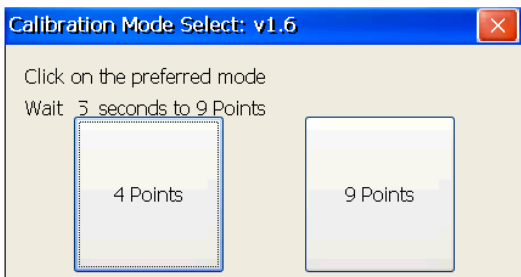 Calibration Mode Select: v1.6
Click on the preferred mode
Wait 3 seconds to 9 Points
4 Points
9 Points